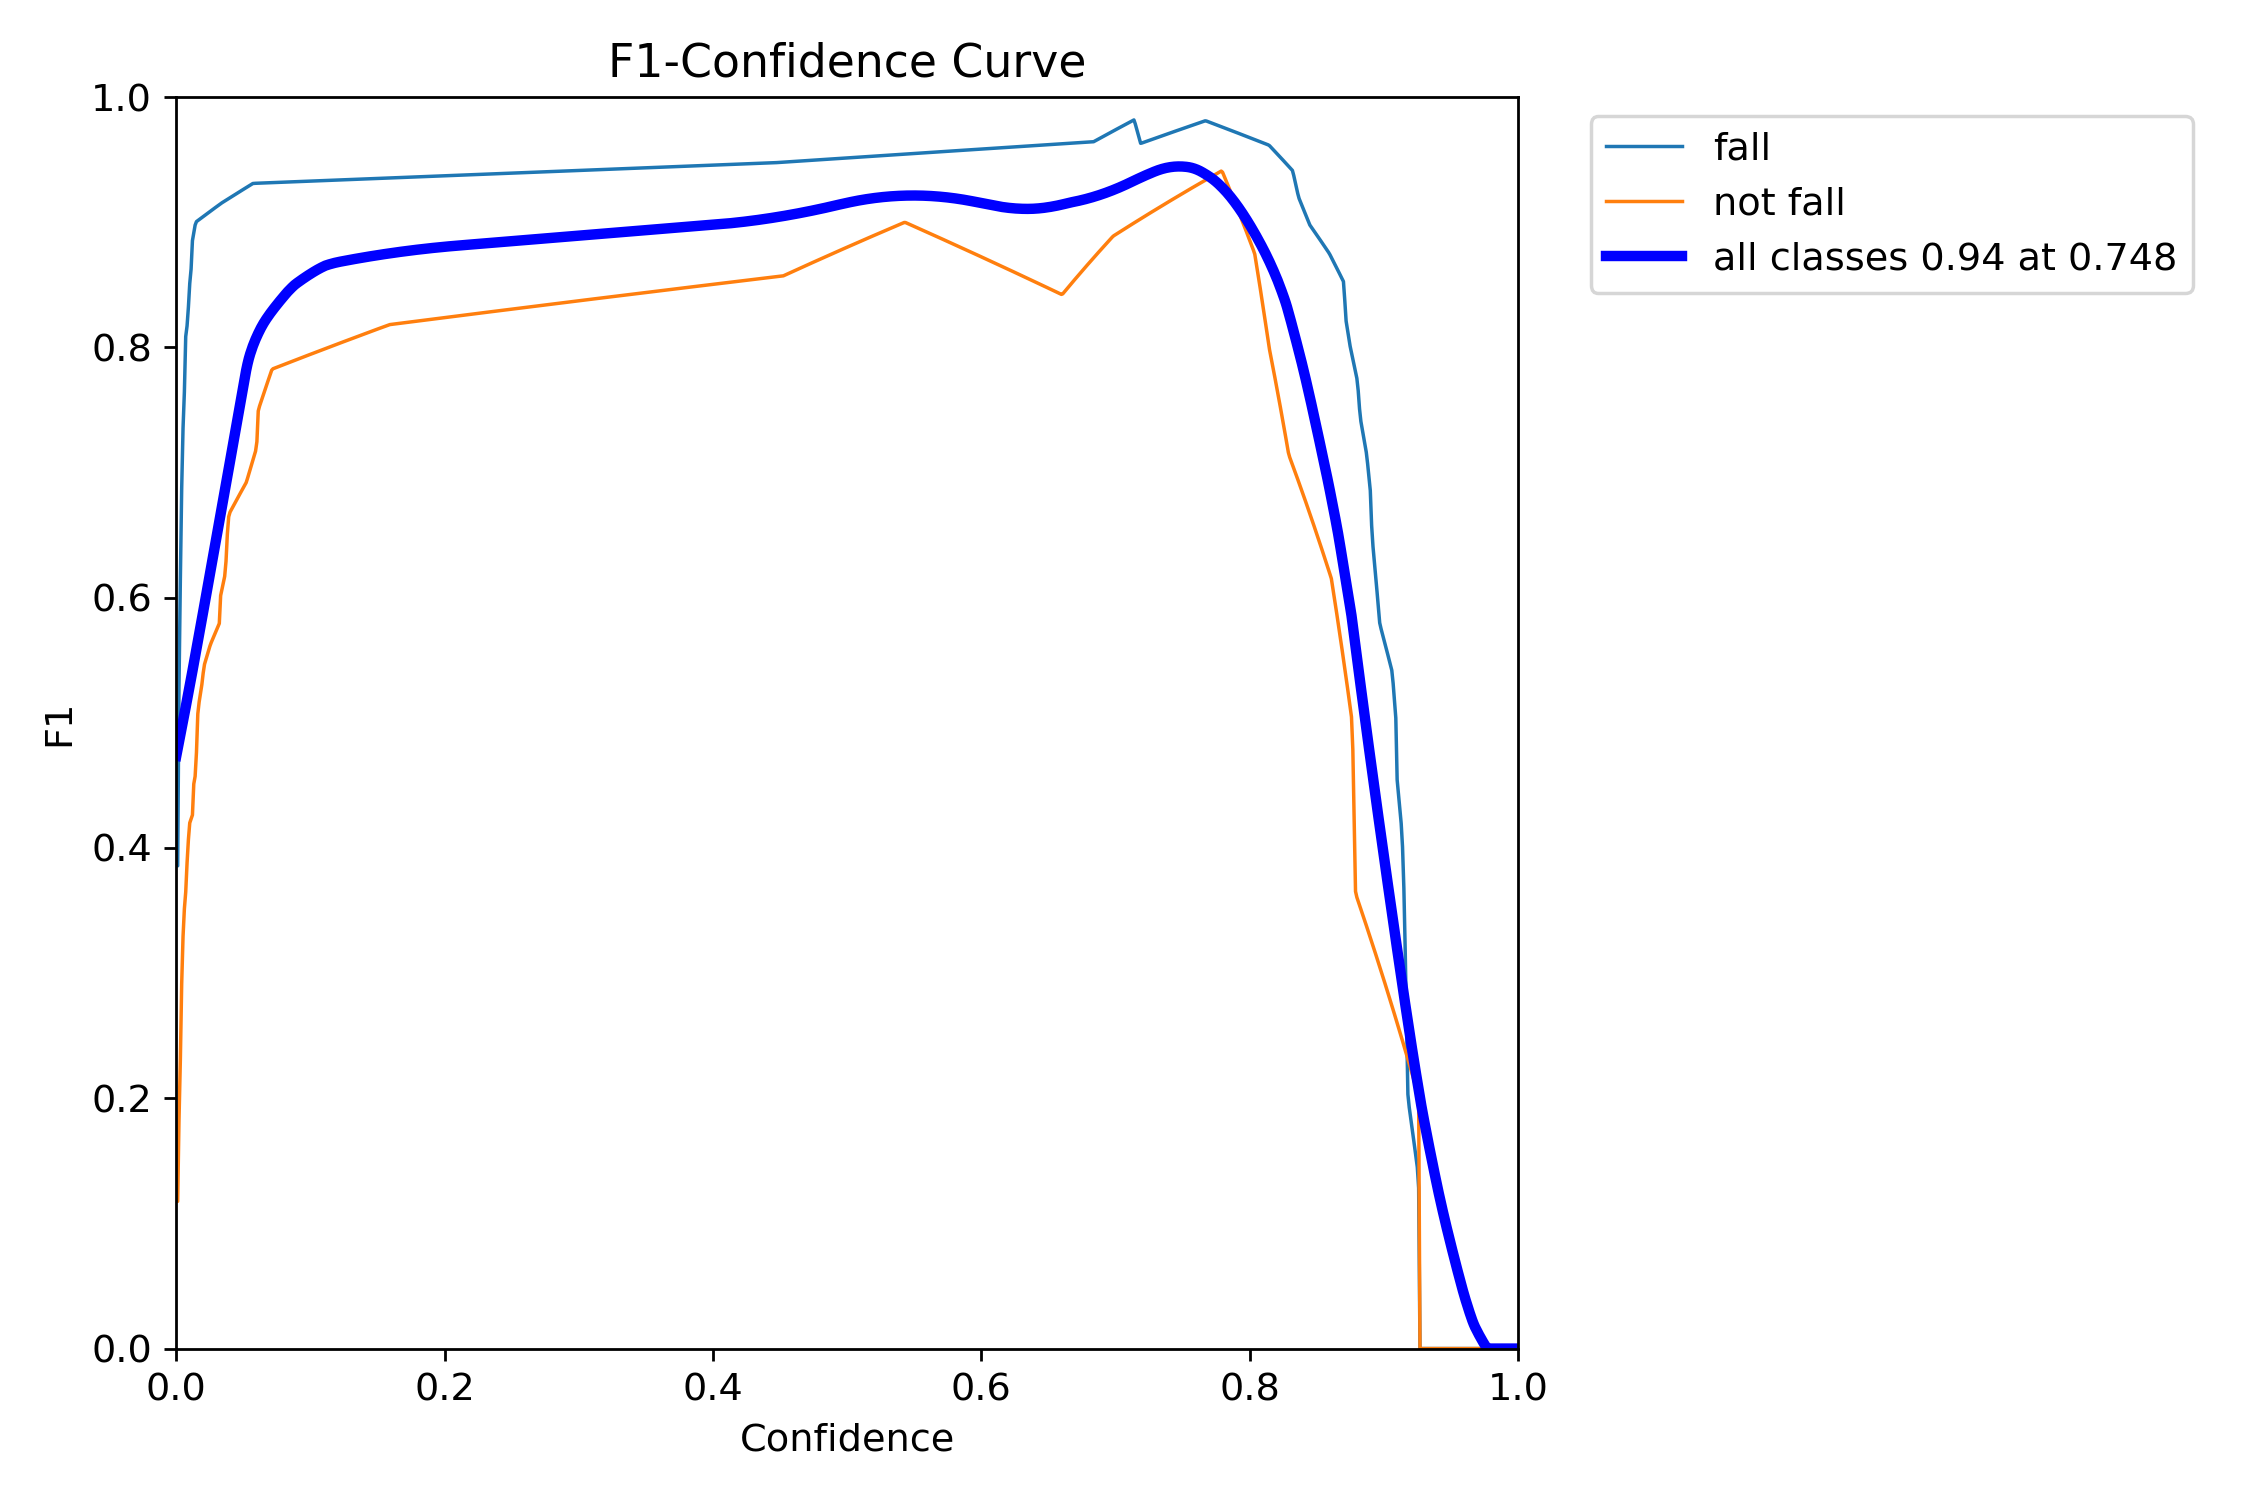 F1-Confidence Curve
1.0
0.8
0.6
0.4
0.2
0.0
F1
0.0 0.2 0.4 0.6 0.8 1.0
Confidence
fall
not fall
all classes 0.94 at 0.748